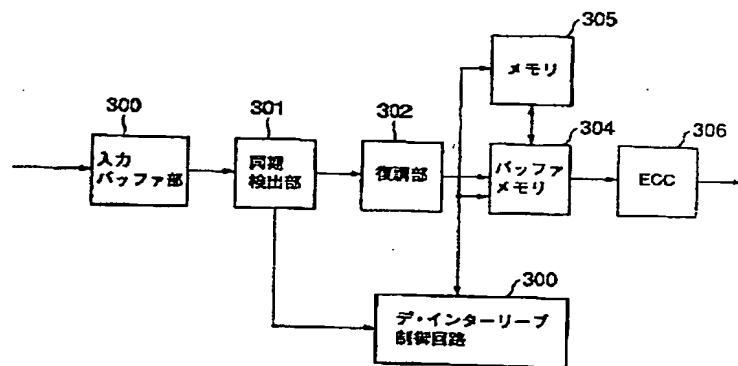 305
メモリ
300
301
302
304
306
入力
バッファ部
同期
検出部
復調部
バッファ
メモリ
ECC
300
デ・インターリーブ
制御回路